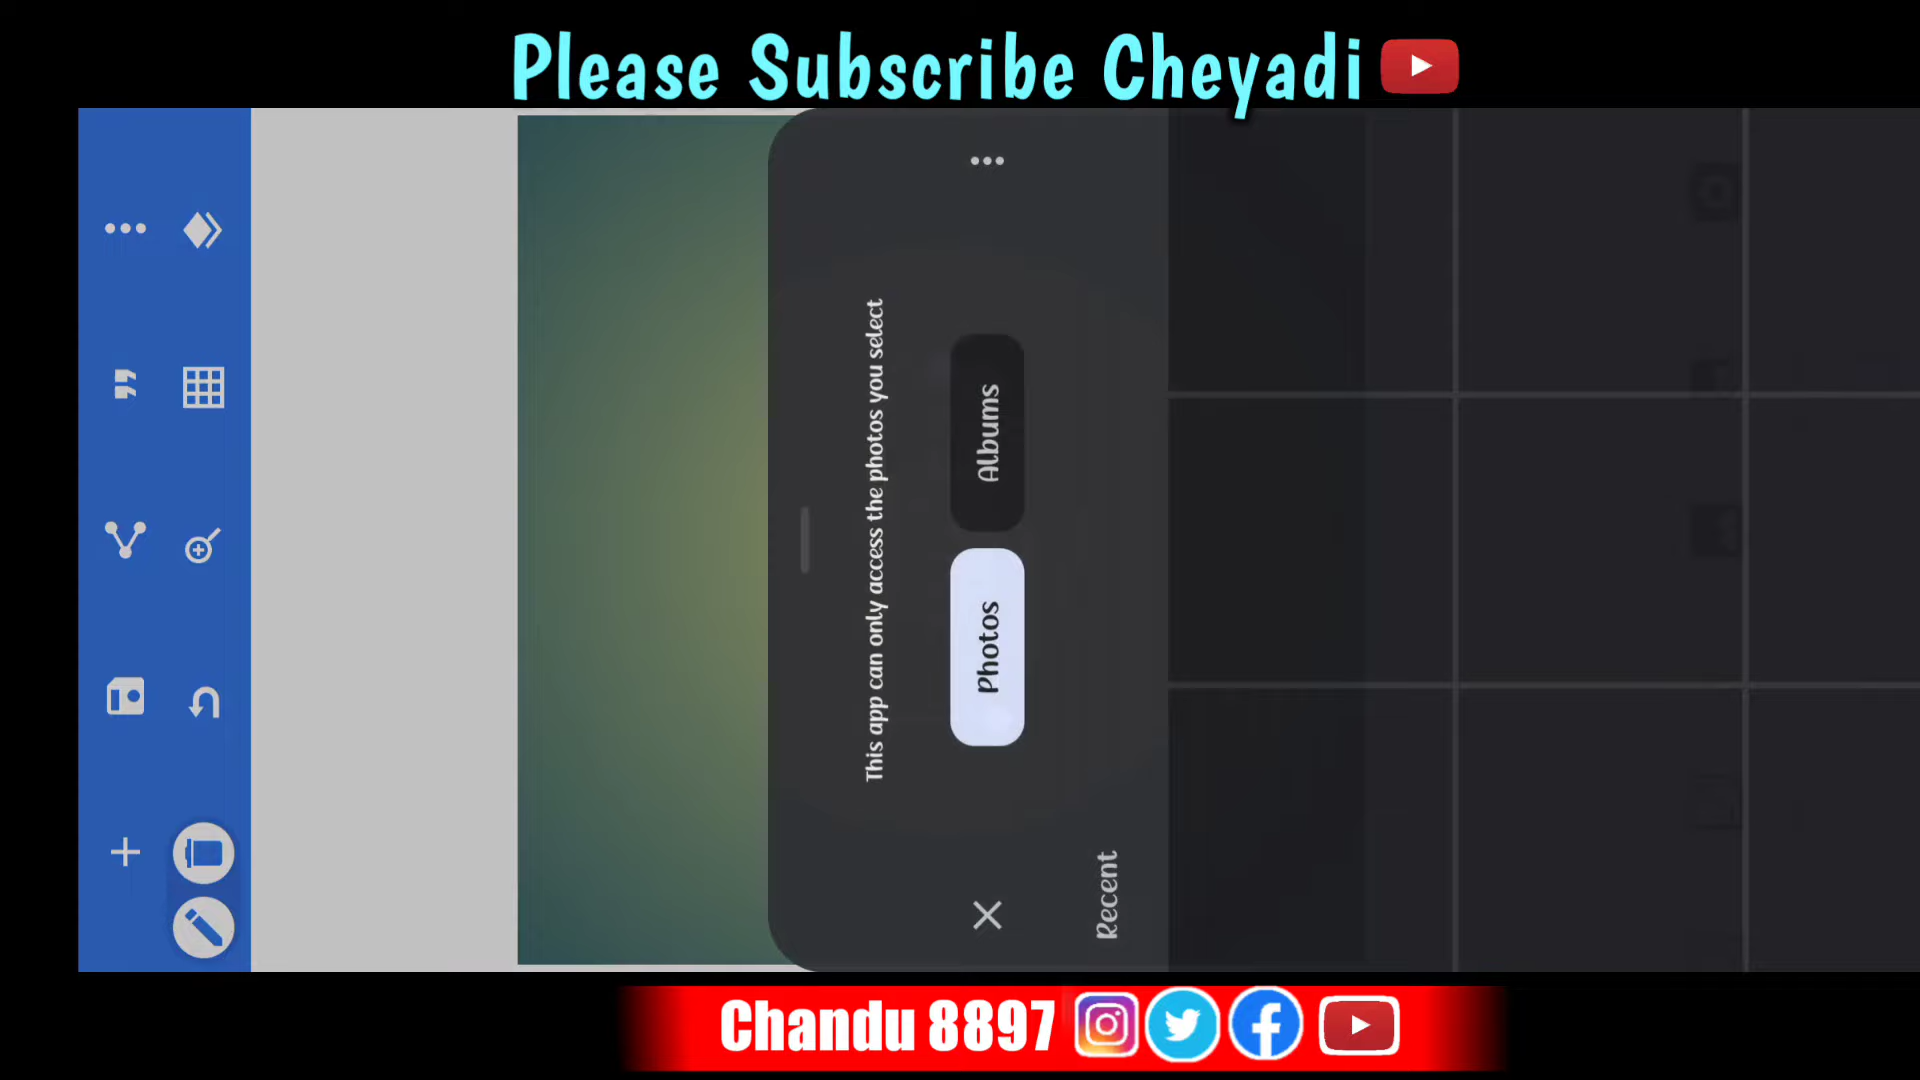 Please Subscribe Cheyadi
This app can only access the photos you select
Photos
Albums
Recent
Chandu 8897